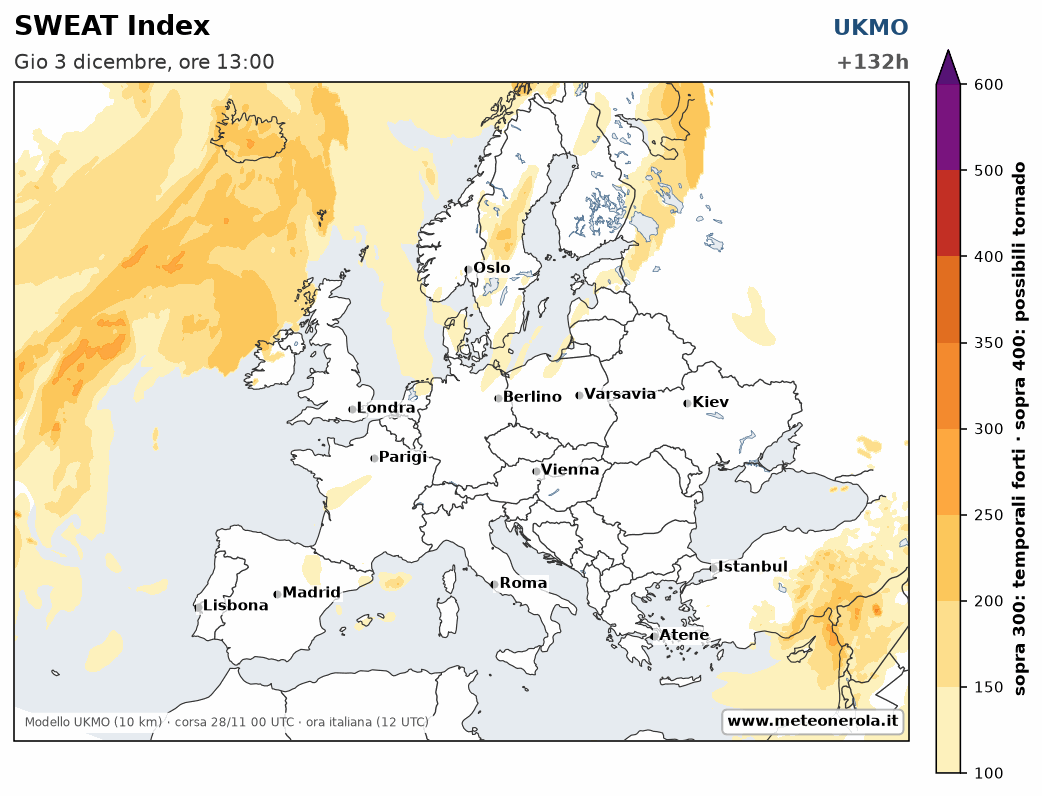 SWEAT Index
UKMO
Gio 3 dicembre, ore 13:00
+132h
600
500
400
350
300
250
200
150
100
sopra 300: temporali forti · sopra 400: possibili tornado
Oslo
Berlino
Varsavia
Kiev
Londra
Parigi
Vienna
Istanbul
Roma
Madrid
Lisbona
Atene
Modello UKMO (10 km) · corsa 28/11 00 UTC · ora italiana (12 UTC)
www.meteonerola.it